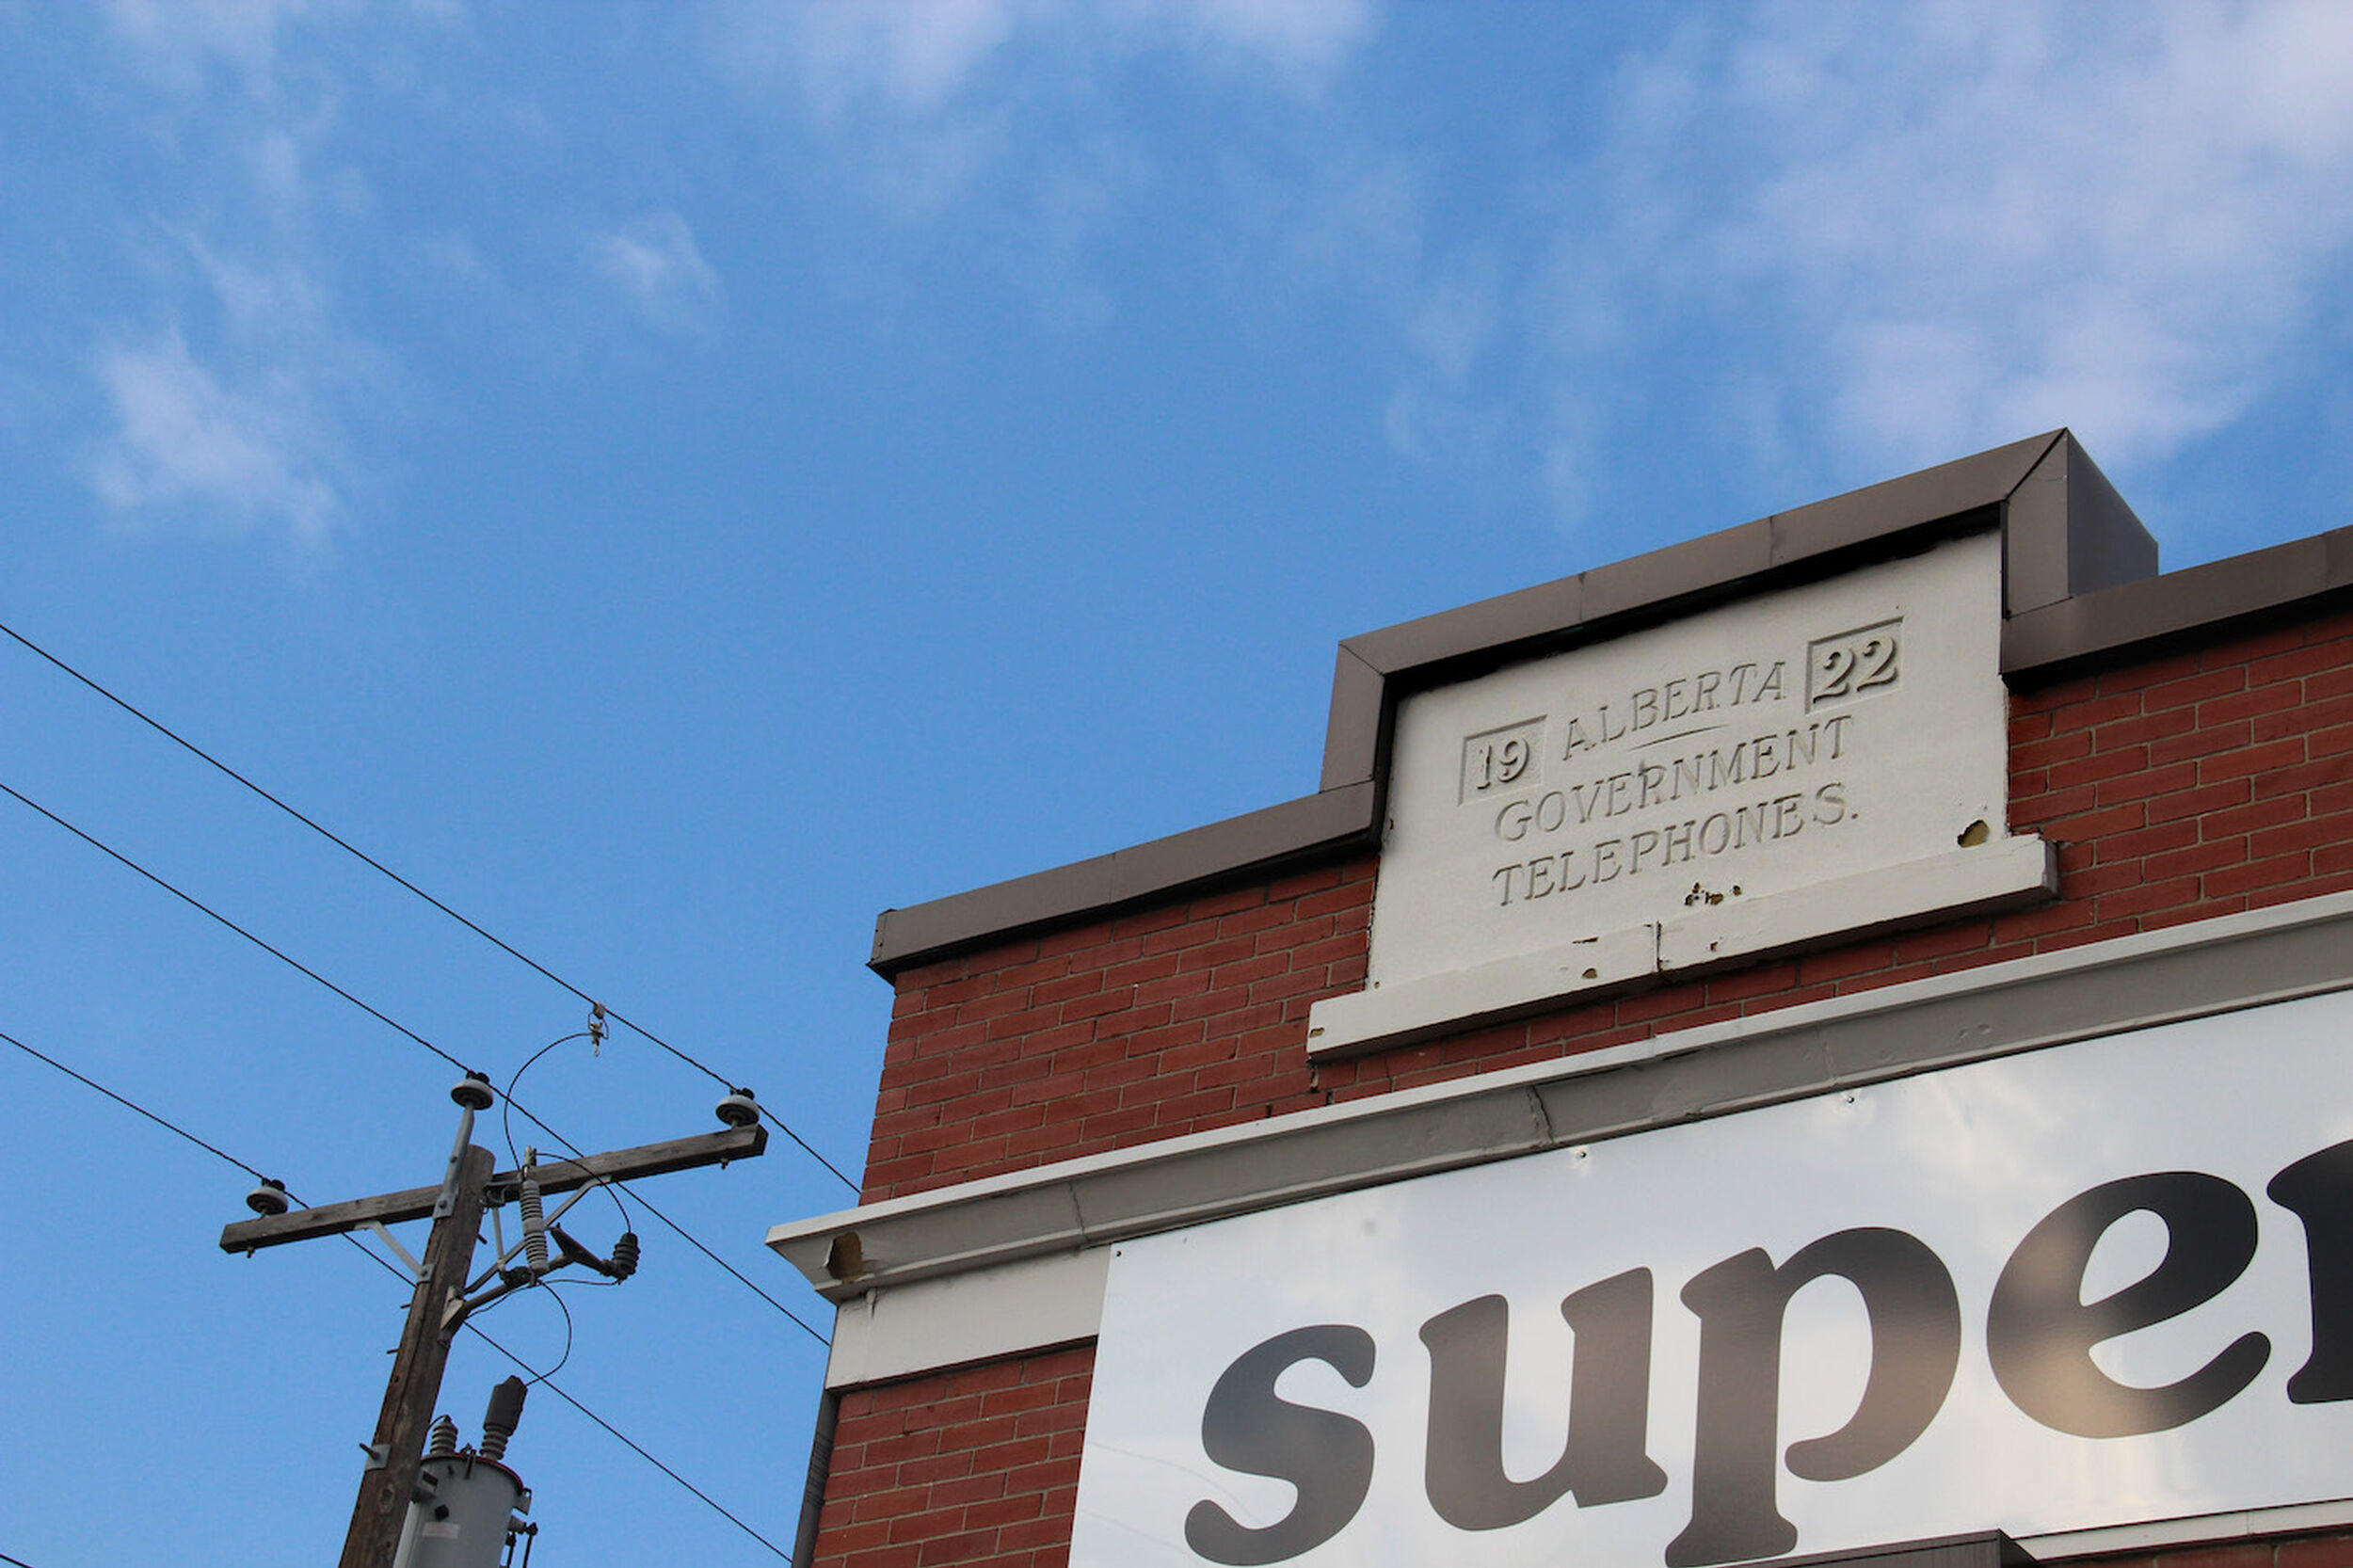 19 ALBERTA 22
GOVERNMENT
TELEPHONES.
super